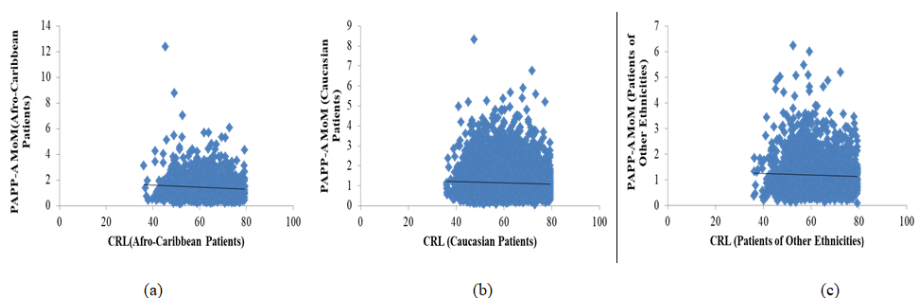 PAPP-A MoM(Afro-Caribbean
Patients)
14
12
10
8
6
4
2
0
0 20 40 60 80 100
CRL(Afro-Caribbean Patients)
(a)
PAPP-A MoM (Caucasian
Patients)
9
8
7
6
5
4
3
2
1
0
0 20 40 60 80 100
CRL (Caucasian Patients)
(b)
PAPP-A MoM (Patients of
Other Ethnicities)
7
6
5
4
3
2
1
0
0 20 40 60 80 100
CRL (Patients of Other Ethnicities)
(c)